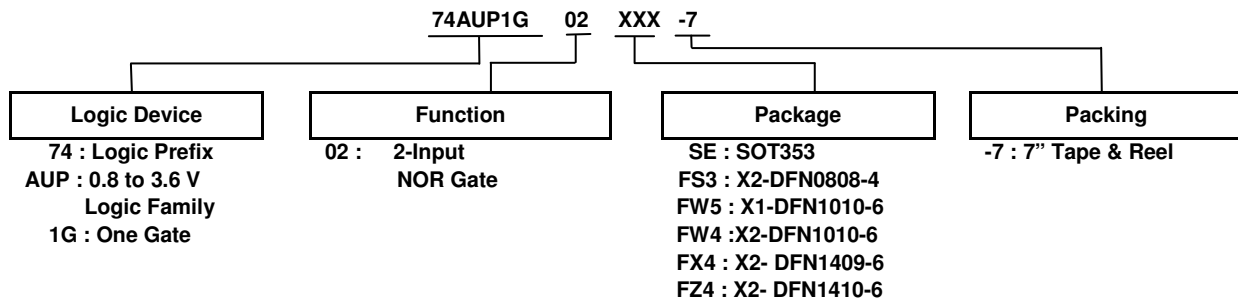 74AUP1G 02 XXX -7
Logic Device
74 : Logic Prefix
AUP : 0.8 to 3.6 V
Logic Family
1G : One Gate
Function
02 : 2-Input
NOR Gate
Package
SE : SOT353
FS3 : X2-DFN0808-4
FW5 : X1-DFN1010-6
FW4 :X2-DFN1010-6
FX4 : X2- DFN1409-6
FZ4 : X2- DFN1410-6
Packing
-7 : 7” Tape & Reel